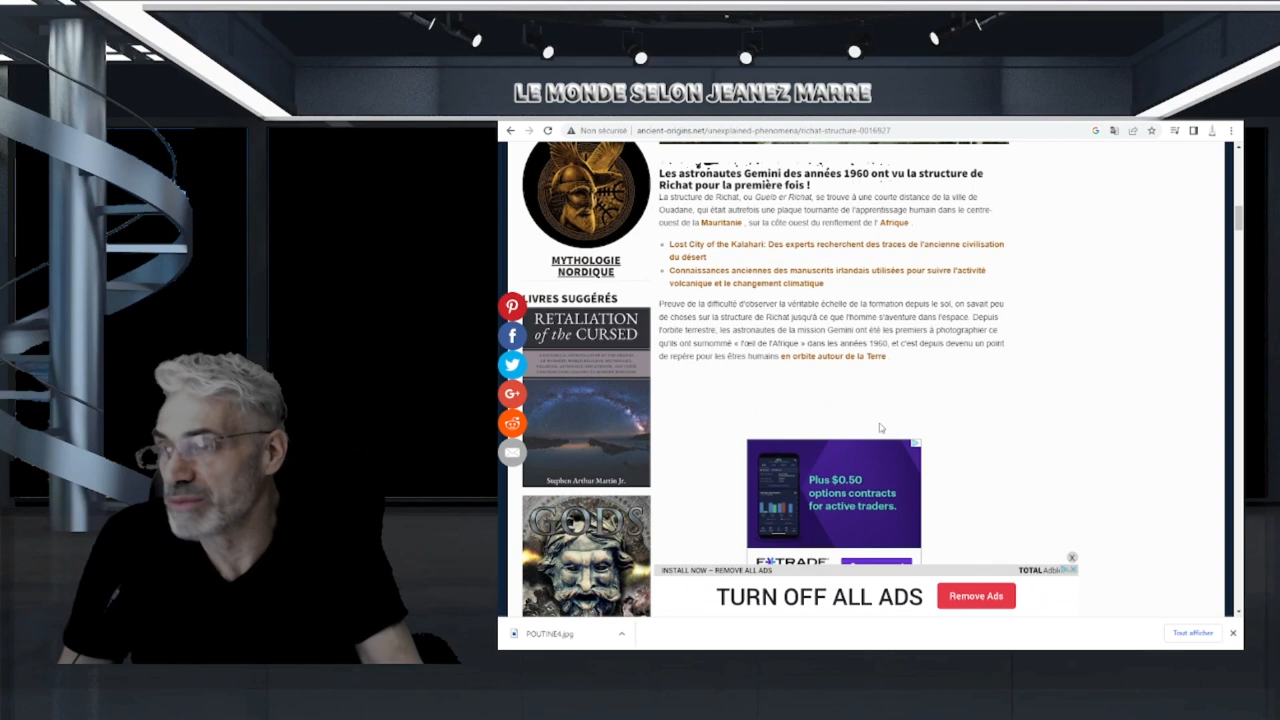 LE MONDE SELON JEANEZ MARRE
Non sécurisé
ancient-origins.net/unexplained-phenomena/richat-structure-0016927
Les astronautes Gemini des années 1960 ont vu la structure de
Richat pour la première fois !
La structure de Richat, ou Guelb er Richat, se trouve à une courte distance de la ville de
Ouadane, qui était autrefois une plaque tournante de l'apprentissage humain dans le centre-
ouest de la Mauritanie , sur la côte ouest du renflement de l' Afrique .
Lost City of the Kalahari: Des experts recherchent des traces de l'ancienne civilisation
du désert
Connaissances anciennes des manuscrits irlandais utilisées pour suivre l'activité
volcanique et le changement climatique
Preuve de la difficulté d'observer la véritable échelle de la formation depuis le sol, on savait peu
de choses sur la structure de Richat jusqu'à ce que l'homme s'aventure dans l'espace. Depuis
l'orbite terrestre, les astronautes de la mission Gemini ont été les premiers à photographier ce
qu'ils ont surnommé « l'œil de l'Afrique » dans les années 1960, et c'est depuis devenu un point
de repère pour les êtres humains en orbite autour de la Terre
MYTHOLOGIE
NORDIQUE
LIVRES SUGGÉRÉS
RETALIATION
of the CURSED
Stephen Arthur Martin Jr.
GODS
Plus $0.50
options contracts
for active traders.
E*TRADE
INSTALL NOW – REMOVE ALL ADS
TOTAL Adbl
TURN OFF ALL ADS
Remove Ads
POUTINE4.jpg
Tout afficher